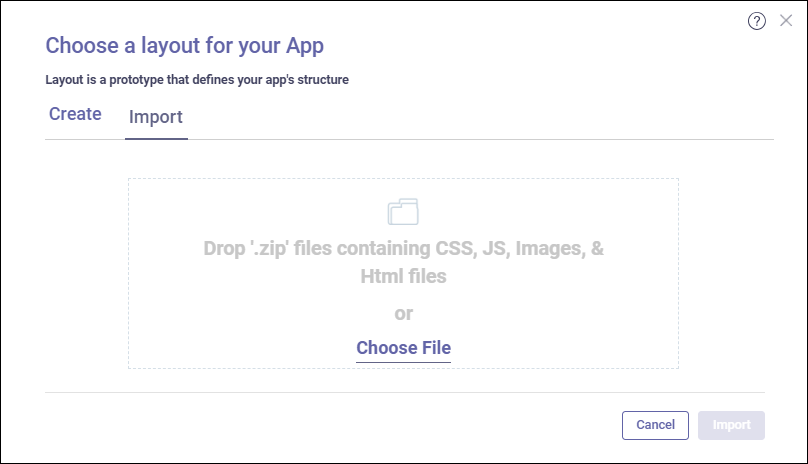 ?
Choose a layout for your App
Layout is a prototype that defines your app's structure
Create
Import
Drop '.zip' files containing CSS, JS, Images, &
Html files
or
Choose File
Cancel
Import